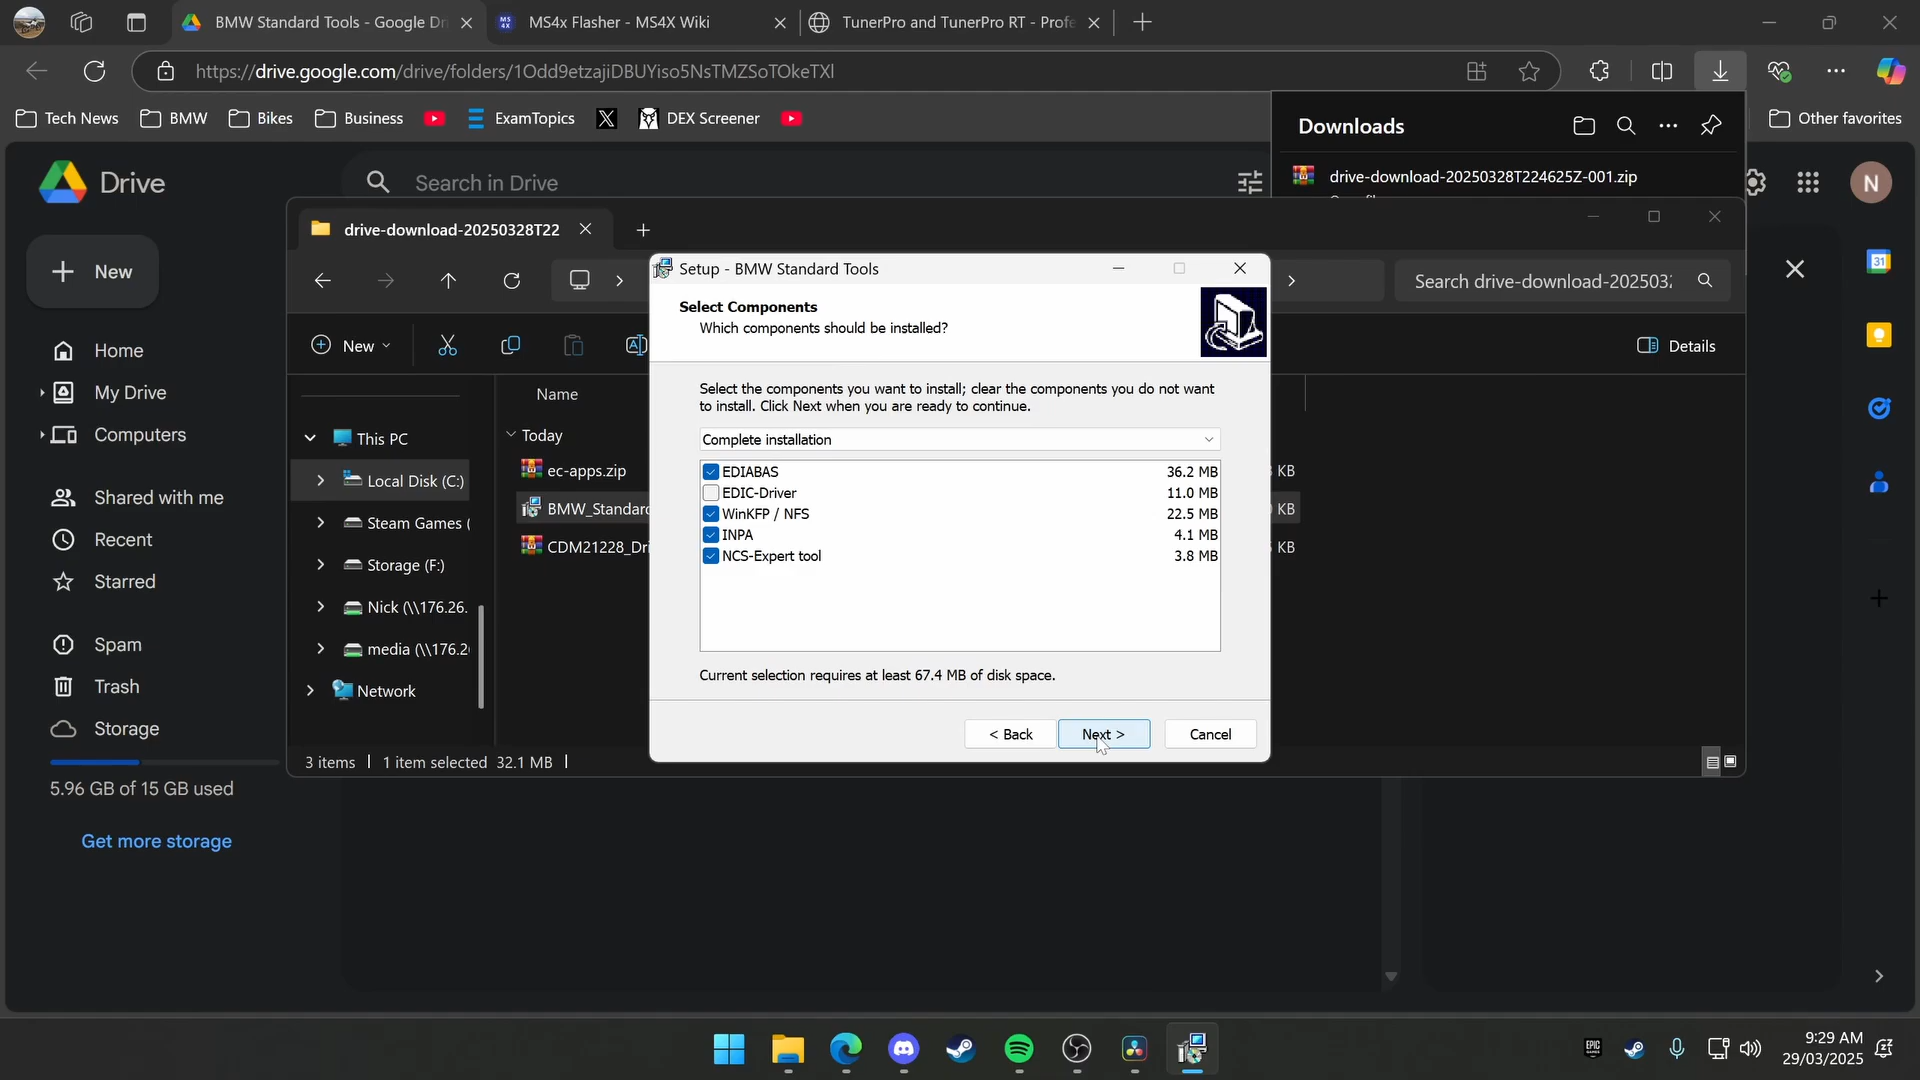 BMW Standard Tools - Google Dri
MS4x Flasher - MS4X Wiki
TunerPro and TunerPro RT - Profe
https://drive.google.com/drive/folders/1Odd9etzajiDBUYiso5NsTMZSoTOkeTXl
Tech News
BMW
Bikes
Business
ExamTopics
DEX Screener
Other favorites
Downloads
drive-download-20250328T224625Z-001.zip
Drive
Search in Drive
N
drive-download-20250328T22
New
Search drive-download-202503
New
Details
Home
My Drive
Computers
Shared with me
Recent
Starred
Spam
Trash
Storage
5.96 GB of 15 GB used
Get more storage
This PC
Local Disk (C:)
Steam Games (
Storage (F:)
Nick (\\176.26.
media (\\176.2
Network
Name
Today
ec-apps.zip
KB
BMW_Standard
KB
CDM21228_Dri
KB
3 items
1 item selected 32.1 MB
Setup - BMW Standard Tools
Select Components
Which components should be installed?
Select the components you want to install; clear the components you do not want
to install. Click Next when you are ready to continue.
Complete installation
EDIABAS 36.2 MB
EDIC-Driver 11.0 MB
WinKFP / NFS 22.5 MB
INPA 4.1 MB
NCS-Expert tool 3.8 MB
Current selection requires at least 67.4 MB of disk space.
< Back
Next >
Cancel
31
EPIC
9:29 AM
29/03/2025